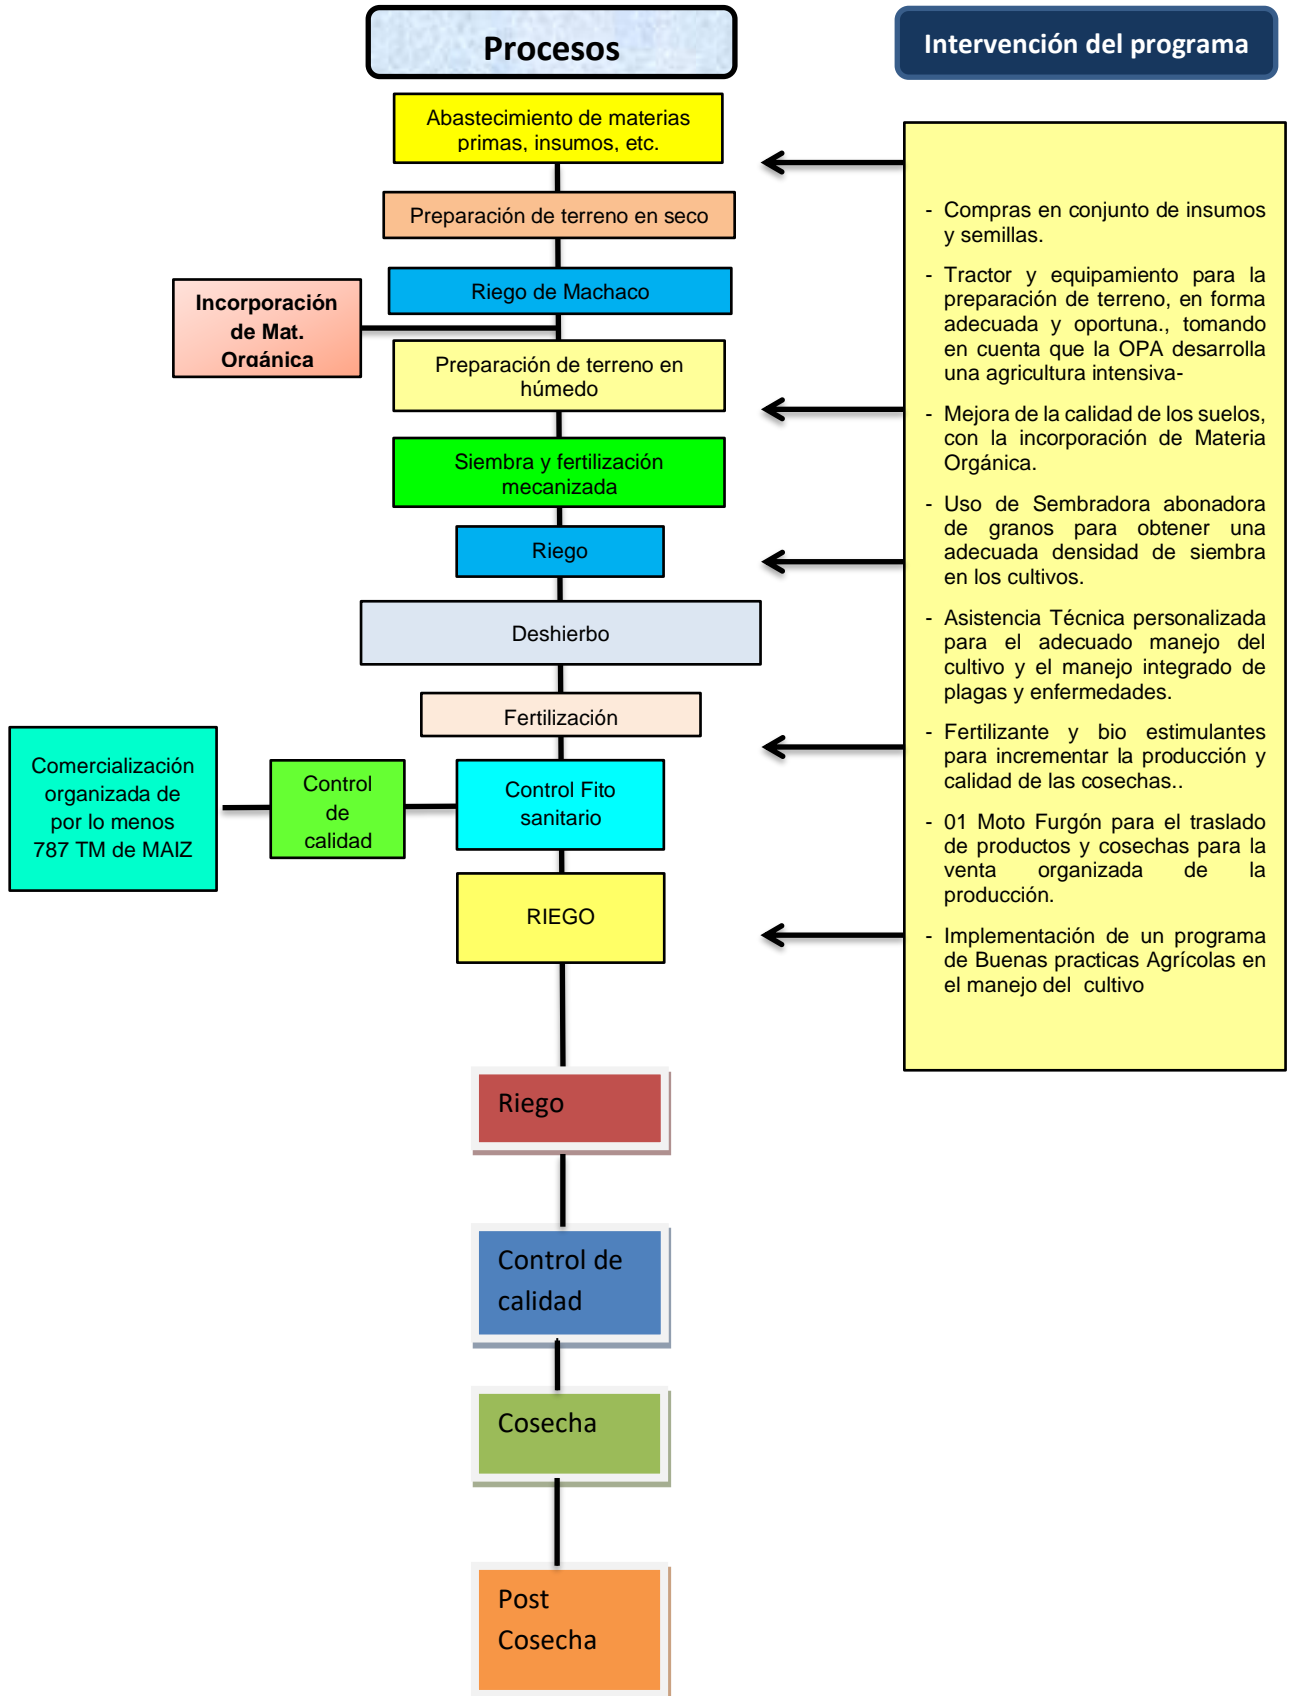 Procesos
Intervención del programa
Abastecimiento de materias
primas, insumos, etc.
Preparación de terreno en seco
Riego de Machaco
Incorporación
de Mat.
Orgánica
Preparación de terreno en
húmedo
Siembra y fertilización
mecanizada
Riego
Deshierbo
Fertilización
Comercialización
organizada de
por lo menos
787 TM de MAIZ
Control
de
calidad
Control Fito
sanitario
RIEGO
Riego
Control de
calidad
Cosecha
Post
Cosecha
- Compras en conjunto de insumos
y semillas.
- Tractor y equipamiento para la
preparación de terreno, en forma
adecuada y oportuna., tomando
en cuenta que la OPA desarrolla
una agricultura intensiva-
- Mejora de la calidad de los suelos,
con la incorporación de Materia
Orgánica.
- Uso de Sembradora abonadora
de granos para obtener una
adecuada densidad de siembra
en los cultivos.
- Asistencia Técnica personalizada
para el adecuado manejo del
cultivo y el manejo integrado de
plagas y enfermedades.
- Fertilizante y bio estimulantes
para incrementar la producción y
calidad de las cosechas..
- 01 Moto Furgón para el traslado
de productos y cosechas para la
venta organizada de la
producción.
- Implementación de un programa
de Buenas practicas Agrícolas en
el manejo del cultivo